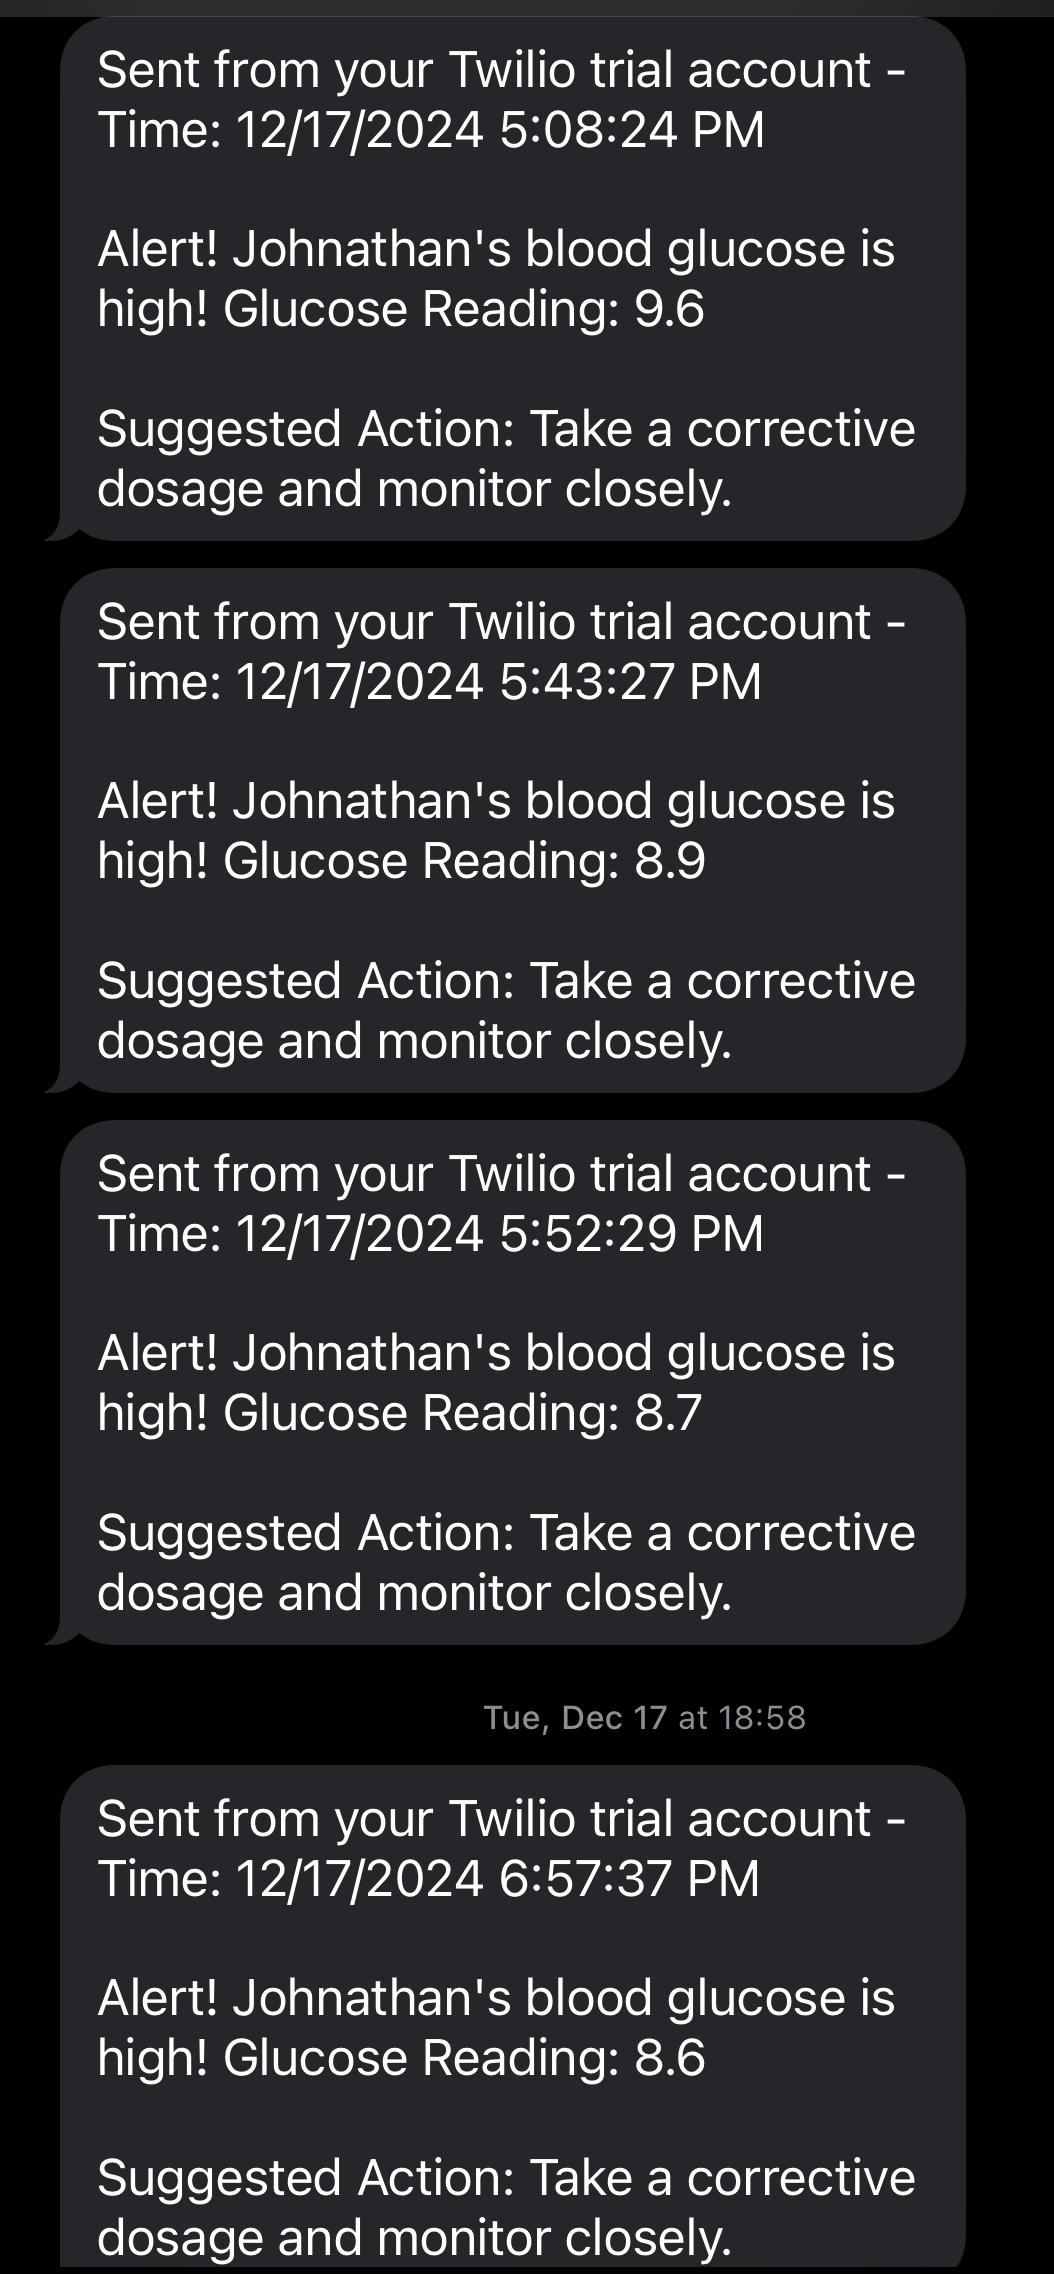 Sent from your Twilio trial account -
Time: 12/17/2024 5:08:24 PM
Alert! Johnathan's blood glucose is
high! Glucose Reading: 9.6
Suggested Action: Take a corrective
dosage and monitor closely.
Sent from your Twilio trial account -
Time: 12/17/2024 5:43:27 PM
Alert! Johnathan's blood glucose is
high! Glucose Reading: 8.9
Suggested Action: Take a corrective
dosage and monitor closely.
Sent from your Twilio trial account -
Time: 12/17/2024 5:52:29 PM
Alert! Johnathan's blood glucose is
high! Glucose Reading: 8.7
Suggested Action: Take a corrective
dosage and monitor closely.
Tue, Dec 17 at 18:58
Sent from your Twilio trial account -
Time: 12/17/2024 6:57:37 PM
Alert! Johnathan's blood glucose is
high! Glucose Reading: 8.6
Suggested Action: Take a corrective
dosage and monitor closely.